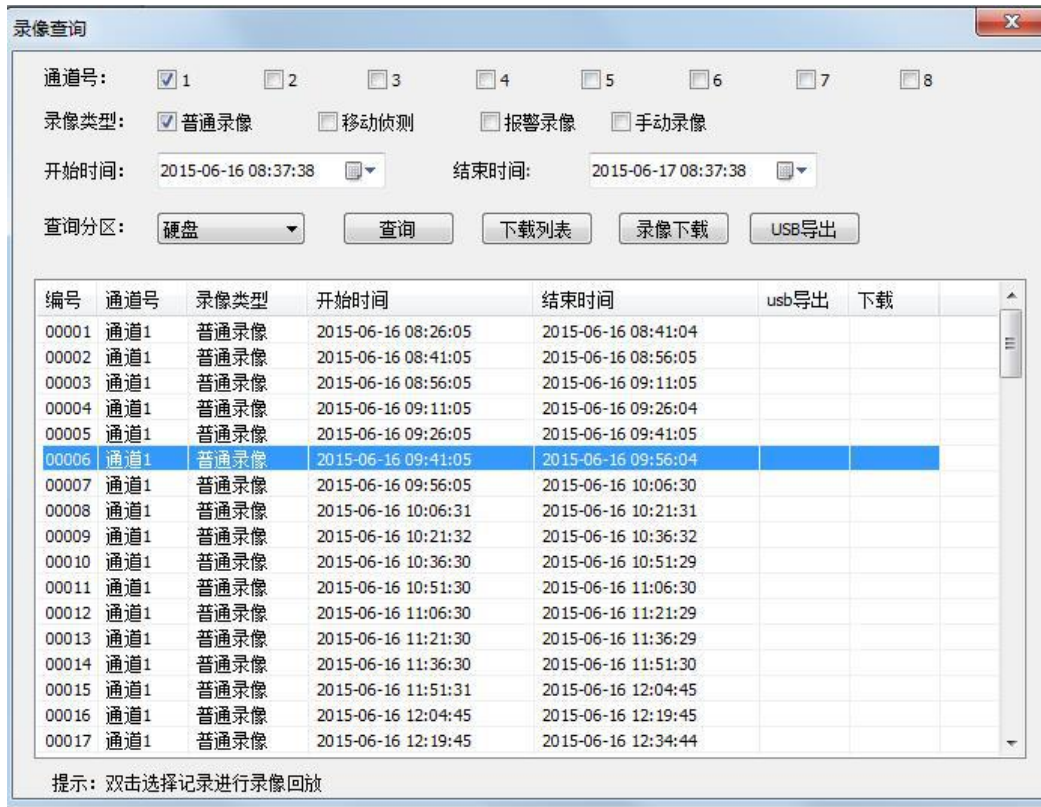 录像查询
通道号: 1 2 3 4 5 6 7 8
录像类型: 普通录像 移动侦测 报警录像 手动录像
开始时间: 2015-06-16 08:37:38 结束时间: 2015-06-17 08:37:38
查询分区: 硬盘 查询 下载列表 录像下载 USB导出
编号 通道号 录像类型 开始时间 结束时间 usb导出 下载
00001 通道1 普通录像 2015-06-16 08:26:05 2015-06-16 08:41:04
00002 通道1 普通录像 2015-06-16 08:41:05 2015-06-16 08:56:05
00003 通道1 普通录像 2015-06-16 08:56:05 2015-06-16 09:11:05
00004 通道1 普通录像 2015-06-16 09:11:05 2015-06-16 09:26:04
00005 通道1 普通录像 2015-06-16 09:26:05 2015-06-16 09:41:05
00006 通道1 普通录像 2015-06-16 09:41:05 2015-06-16 09:56:04
00007 通道1 普通录像 2015-06-16 09:56:05 2015-06-16 10:06:30
00008 通道1 普通录像 2015-06-16 10:06:31 2015-06-16 10:21:31
00009 通道1 普通录像 2015-06-16 10:21:32 2015-06-16 10:36:32
00010 通道1 普通录像 2015-06-16 10:36:30 2015-06-16 10:51:29
00011 通道1 普通录像 2015-06-16 10:51:30 2015-06-16 11:06:30
00012 通道1 普通录像 2015-06-16 11:06:30 2015-06-16 11:21:29
00013 通道1 普通录像 2015-06-16 11:21:30 2015-06-16 11:36:29
00014 通道1 普通录像 2015-06-16 11:36:30 2015-06-16 11:51:30
00015 通道1 普通录像 2015-06-16 11:51:31 2015-06-16 12:04:45
00016 通道1 普通录像 2015-06-16 12:04:45 2015-06-16 12:19:45
00017 通道1 普通录像 2015-06-16 12:19:45 2015-06-16 12:34:44
提示: 双击选择记录进行录像回放